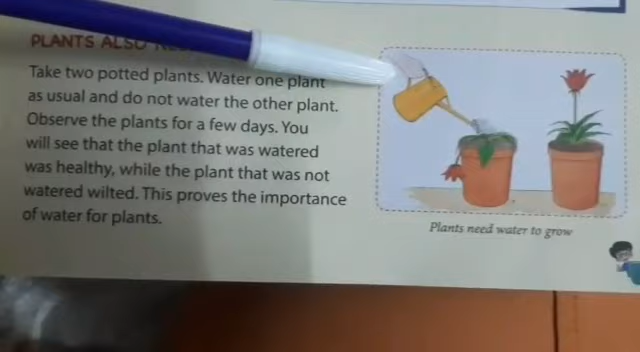 PLANTS ALSO
Take two potted plants. Water one plant
as usual and do not water the other plant.
Observe the plants for a few days. You
will see that the plant that was watered
was healthy, while the plant that was not
watered wilted. This proves the importance
of water for plants.
Plants need water to grow